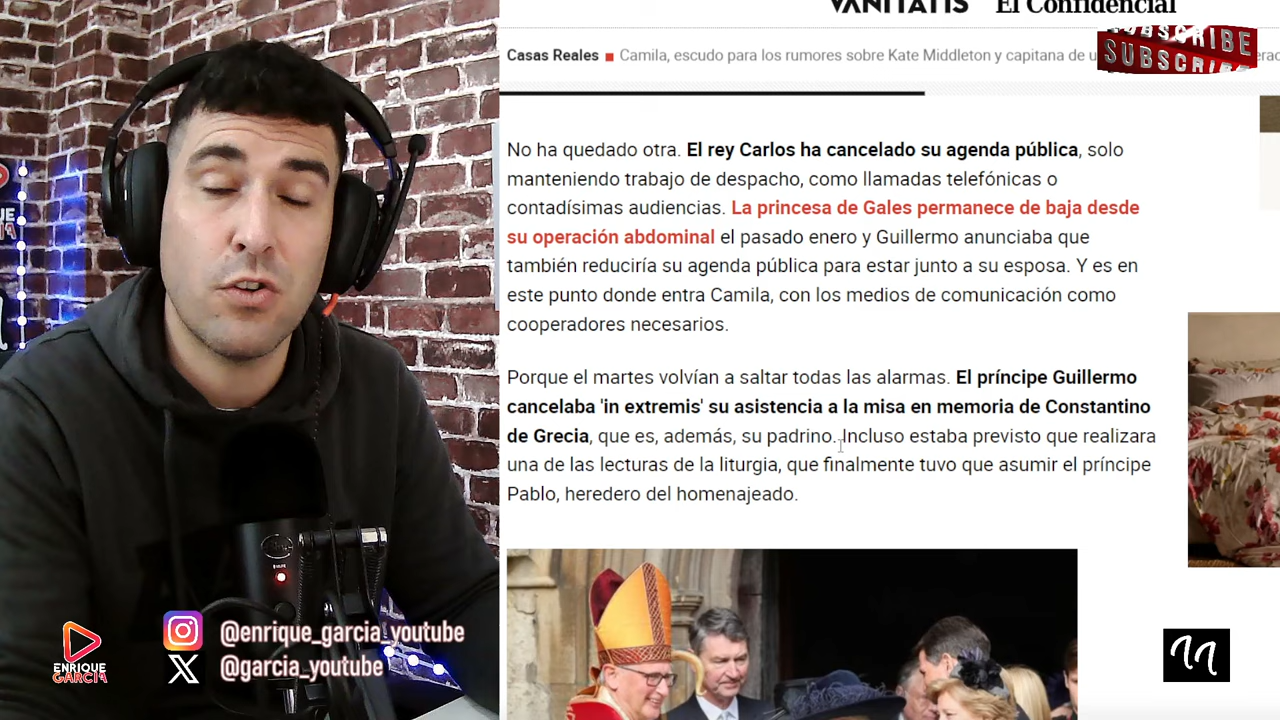 VANITATIS El Confidencial
SUBSCRIBE
SUBSCRIBE
Casas Reales Camila, escudo para los rumores sobre Kate Middleton y capitana de u
No ha quedado otra. El rey Carlos ha cancelado su agenda pública, solo
manteniendo trabajo de despacho, como llamadas telefónicas o
contadísimas audiencias. La princesa de Gales permanece de baja desde
su operación abdominal el pasado enero y Guillermo anunciaba que
también reduciría su agenda pública para estar junto a su esposa. Y es en
este punto donde entra Camila, con los medios de comunicación como
cooperadores necesarios.
Porque el martes volvían a saltar todas las alarmas. El príncipe Guillermo
cancelaba 'in extremis' su asistencia a la misa en memoria de Constantino
de Grecia, que es, además, su padrino. Incluso estaba previsto que realizara
una de las lecturas de la liturgia, que finalmente tuvo que asumir el príncipe
Pablo, heredero del homenajeado.
@enrique_garcia_youtube
@garcia_youtube
ENRIQUE
GARCIA